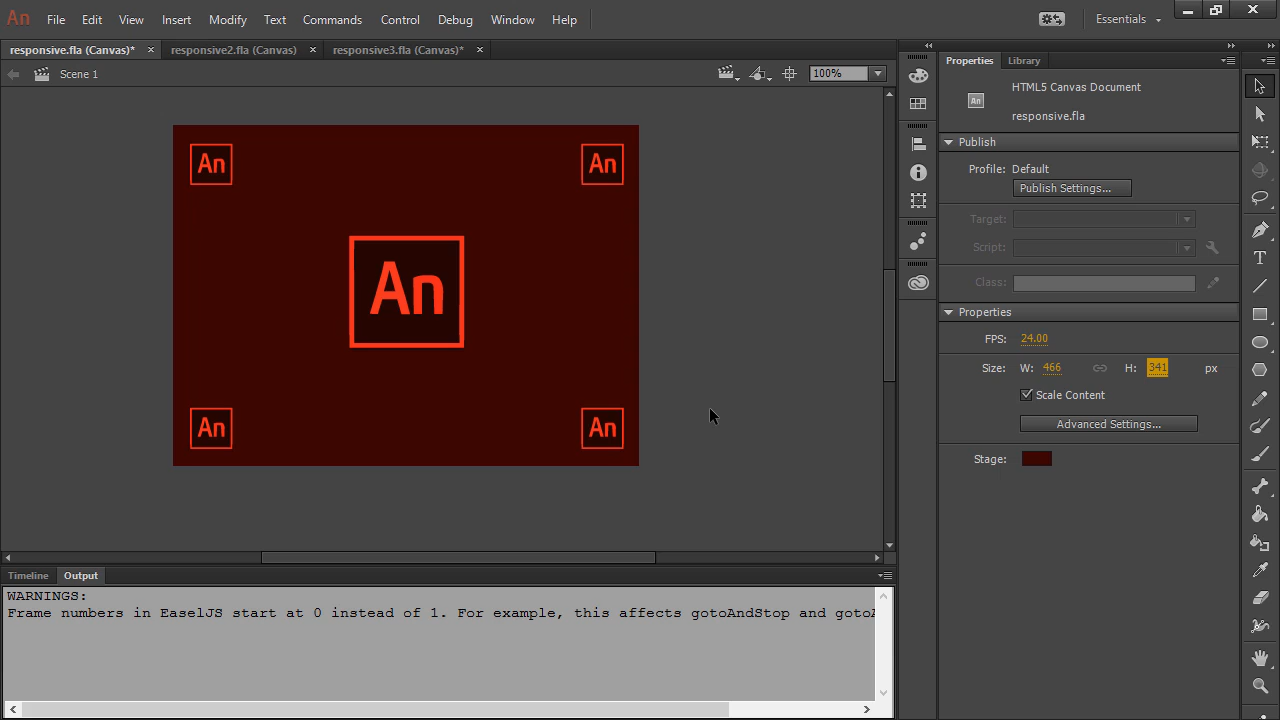 An File Edit View Insert Modify Text Commands Control Debug Window Help Essentials
responsive.fla (Canvas)* responsive2.fla (Canvas) responsive3.fla (Canvas)*
Properties Library
Scene 1 100%
HTML5 Canvas Document
An
responsive.fla
Publish
Profile: Default
Publish Settings...
Target:
Script:
Class:
Properties
FPS: 24.00
Size: W: 466 H: 341 px
Scale Content
Advanced Settings...
Stage:
An An
An
An An
Timeline Output
WARNINGS:
Frame numbers in EaselJS start at 0 instead of 1. For example, this affects gotoAndStop and